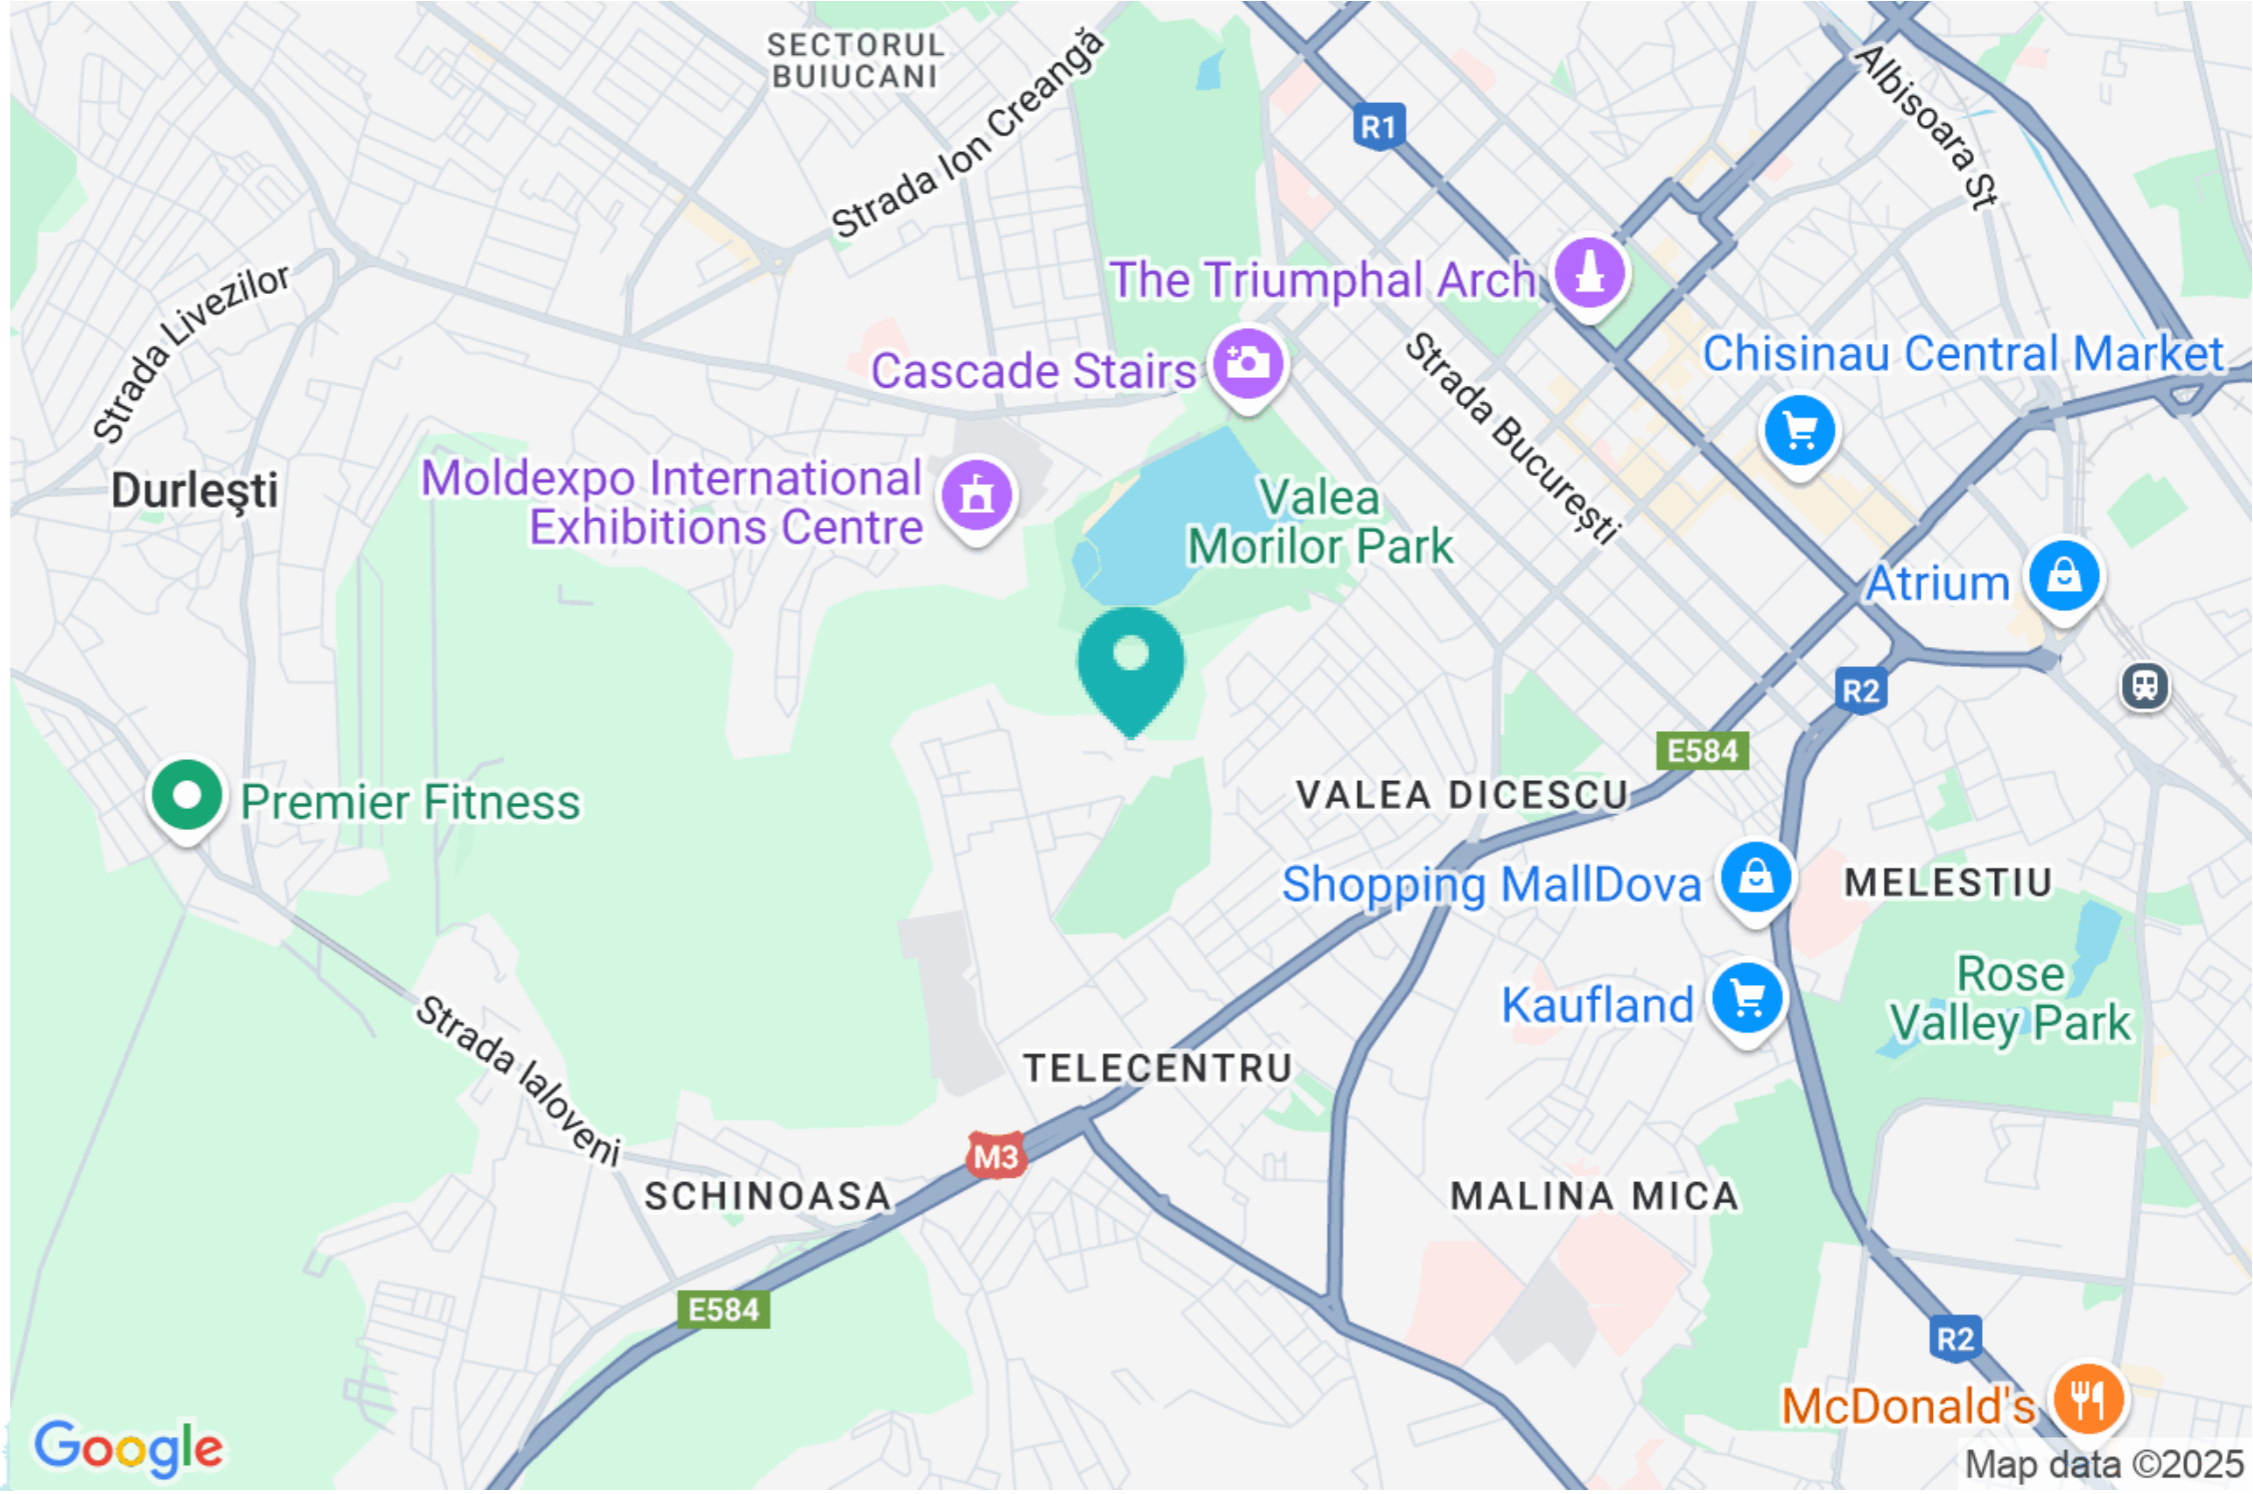 SECTORUL
BUIUCANI
Strada Ion Creangă
R1
Albisoara St
Strada Livezilor
The Triumphal Arch
Cascade Stairs
Strada București
Chisinau Central Market
Durleşti
Moldexpo International
Exhibitions Centre
Valea
Morilor Park
Atrium
R2
E584
Premier Fitness
VALEA DICESCU
Shopping MallDova
MELESTIU
Kaufland
Rose
Valley Park
Strada Ialoveni
TELECENTRU
M3
SCHINOASA
MALINA MICA
E584
R2
McDonald's
Google
Map data ©2025